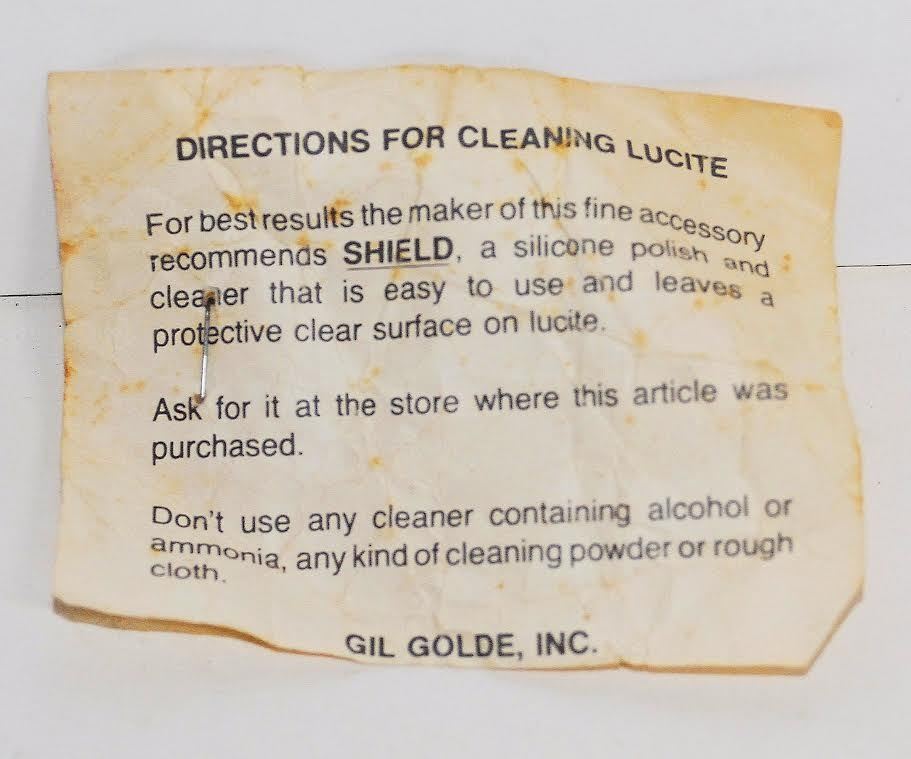 DIRECTIONS FOR CLEANING LUCITE
For best results the maker of this fine accessory
recommends SHIELD, a silicone polish and
cleaner that is easy to use and leaves a
protective clear surface on lucite.
Ask for it at the store where this article was
purchased.
Don't use any cleaner containing alcohol or
ammonia, any kind of cleaning powder or rough
cloth.
GIL GOLDE, INC.